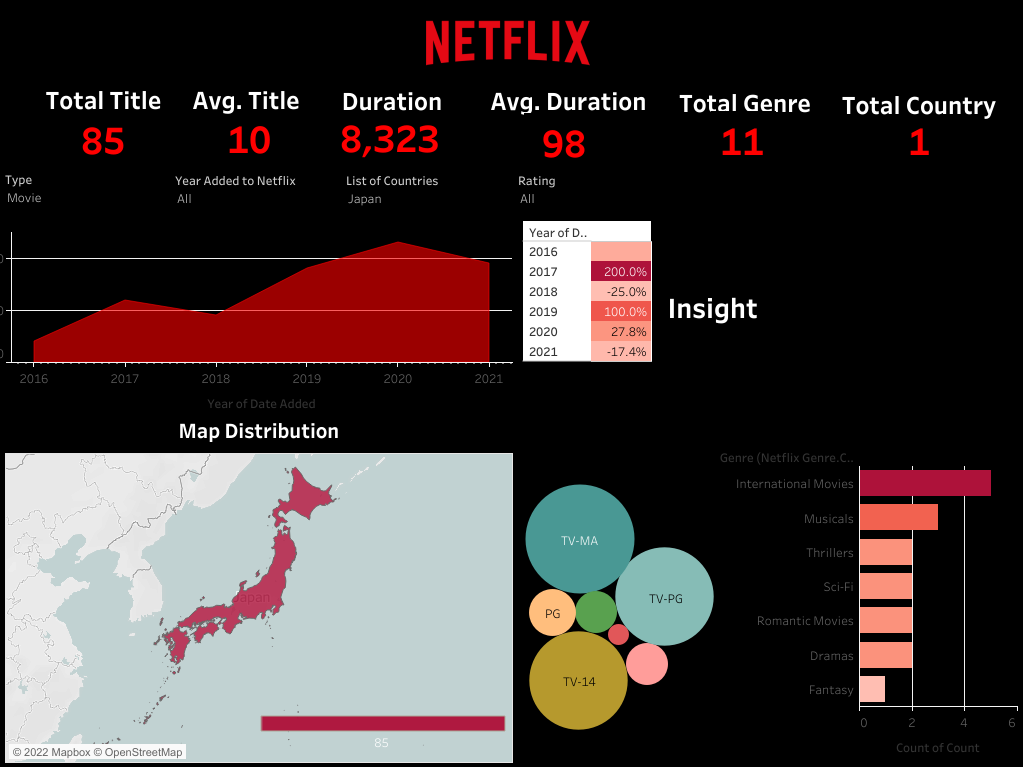 NETFLIX
Total Title
85
Avg. Title
10
Duration
8,323
Avg. Duration
98
Total Genre
11
Total Country
1
Type
Movie
Year Added to Netflix
All
List of Countries
Japan
Rating
All
2016
2017
2018
2019
2020
2021
Year of Date Added
Year of D..
2016
2017 200.0%
2018 -25.0%
2019 100.0%
2020 27.8%
2021 -17.4%
Insight
Map Distribution
Japan
85
© 2022 Mapbox © OpenStreetMap
TV-MA
TV-PG
PG
TV-14
Genre (Netflix Genre.C..
International Movies
Musicals
Thrillers
Sci-Fi
Romantic Movies
Dramas
Fantasy
0 2 4 6
Count of Count